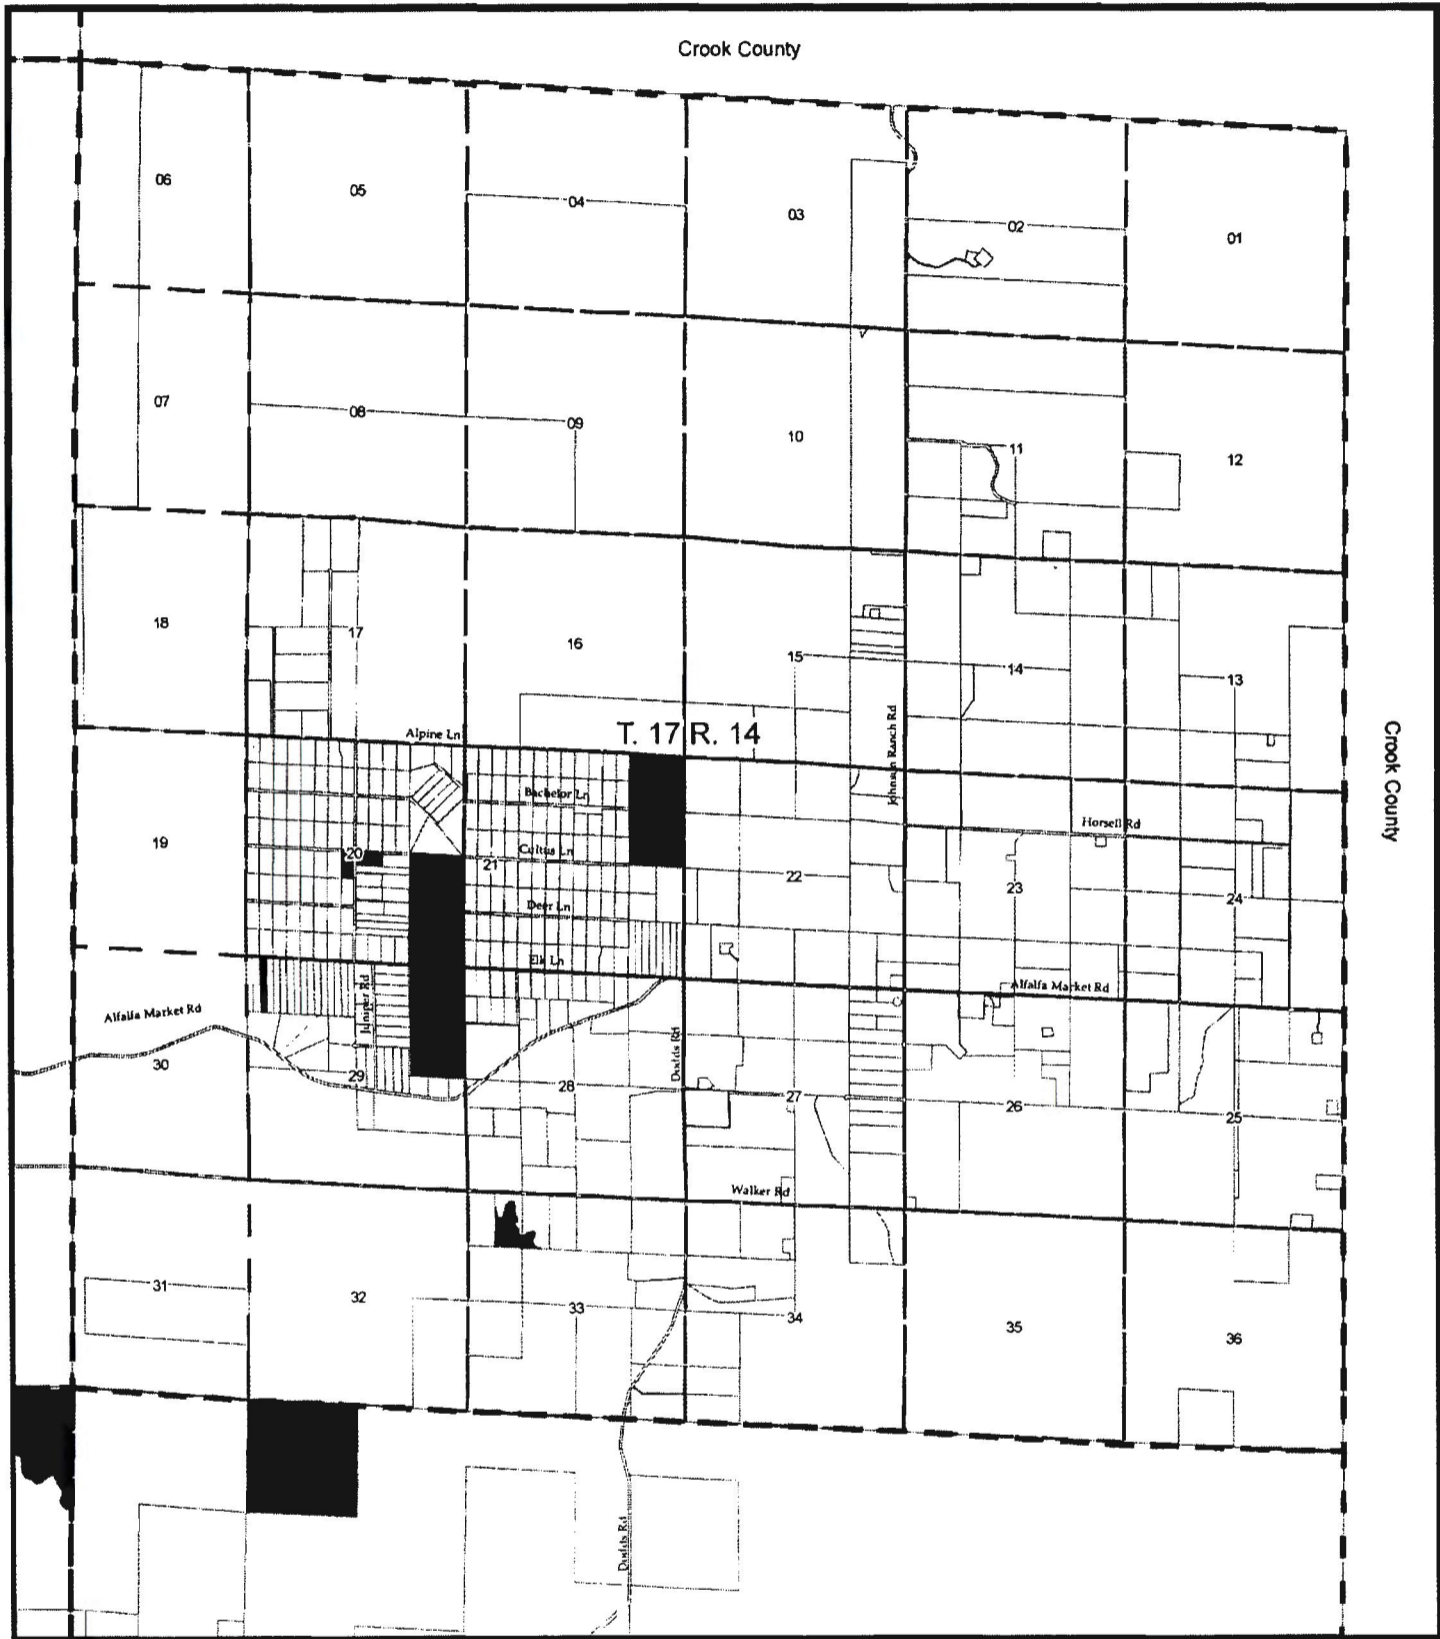 Crook County
06
05
04
03
02
01
07
08
09
10
11
12
18
17
16
15
14
13
T. 17 R. 14
Alpine Ln
Johnson Ranch Rd
Crook County
Bachelor Ln
Horsell Rd
19
20
Cultus Ln
21
22
23
24
Deer Ln
Elk Ln
Alfalfa Market Rd
Alfalfa Market Rd
Juniper Rd
Dodds Rd
30
29
28
27
26
25
Walker Rd
31
32
33
34
35
36
Dodds Rd